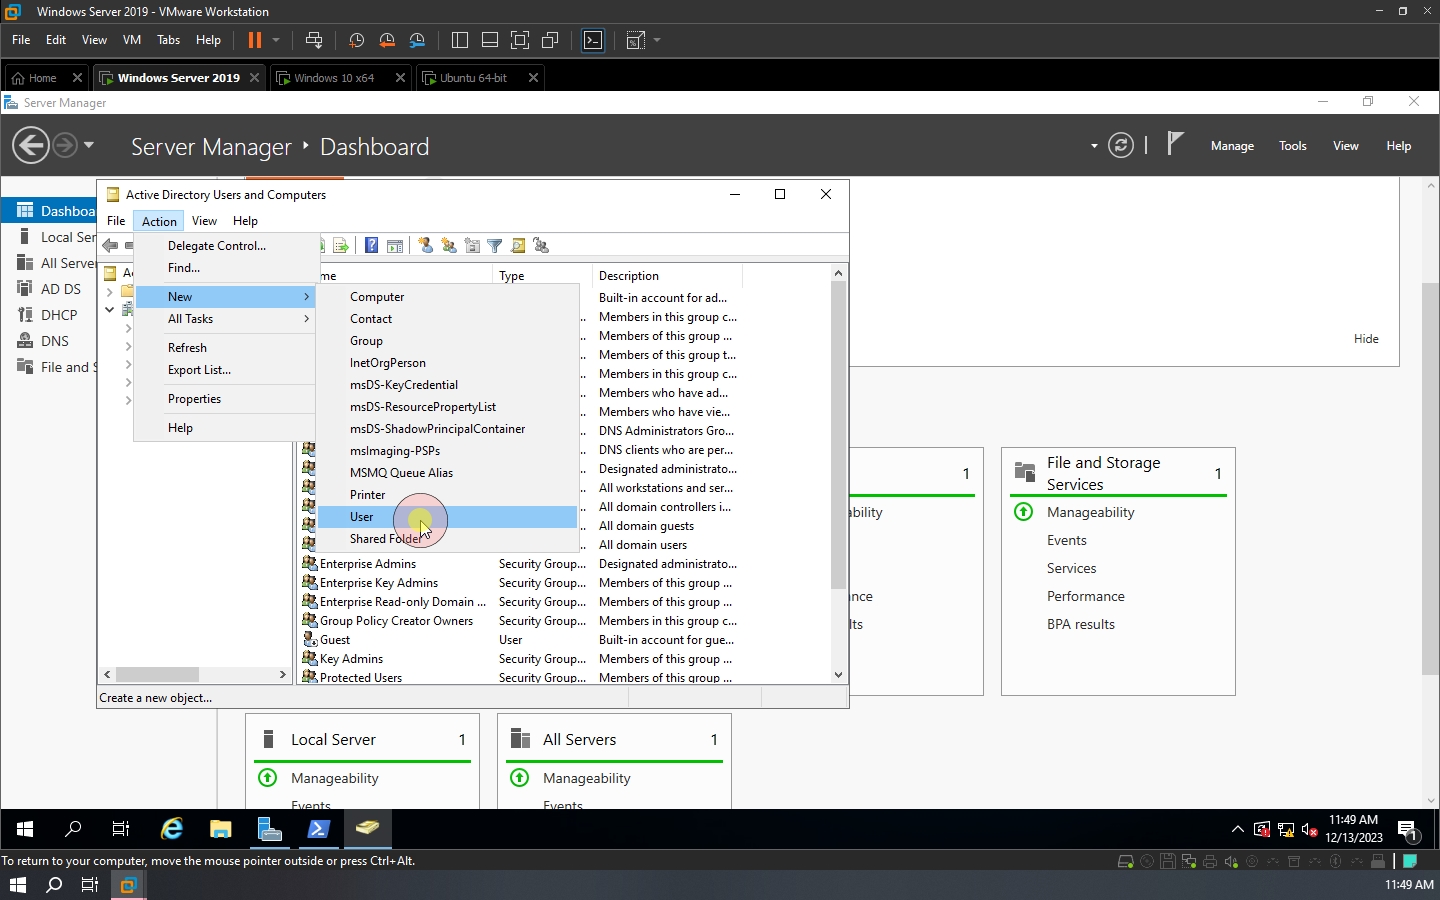 Windows Server 2019 - VMware Workstation
File Edit View VM Tabs Help
Home Windows Server 2019 Windows 10 x64 Ubuntu 64-bit
Server Manager
Server Manager Dashboard
Manage Tools View Help
Dashboa
Local Ser
All Server
AD DS
DHCP
DNS
File and S
Active Directory Users and Computers
File Action View Help
Delegate Control...
Find...
New
All Tasks
Refresh
Export List...
Properties
Help
Computer
Contact
Group
InetOrgPerson
msDS-KeyCredential
msDS-ResourcePropertyList
msDS-ShadowPrincipalContainer
msImaging-PSPs
MSMQ Queue Alias
Printer
User
Shared Folder
me Type Description
Built-in account for ad...
Members in this group c...
Members of this group ...
Members of this group t...
Members in this group c...
Members who have ad...
Members who have vie...
DNS Administrators Gro...
DNS clients who are per...
Designated administrato...
All workstations and ser...
All domain controllers i...
All domain guests
All domain users
Enterprise Admins Security Group... Designated administrato...
Enterprise Key Admins Security Group... Members of this group ...
Enterprise Read-only Domain ... Security Group... Members of this group ...
Group Policy Creator Owners Security Group... Members in this group c...
Guest User Built-in account for gue...
Key Admins Security Group... Members of this group ...
Protected Users Security Group... Members of this group ...
Create a new object...
Hide
1
bility
nce
lts
File and Storage
Services
1
Manageability
Events
Services
Performance
BPA results
Local Server 1
Manageability
Events
All Servers 1
Manageability
Events
11:49 AM
12/13/2023
1
To return to your computer, move the mouse pointer outside or press Ctrl+Alt.
11:49 AM